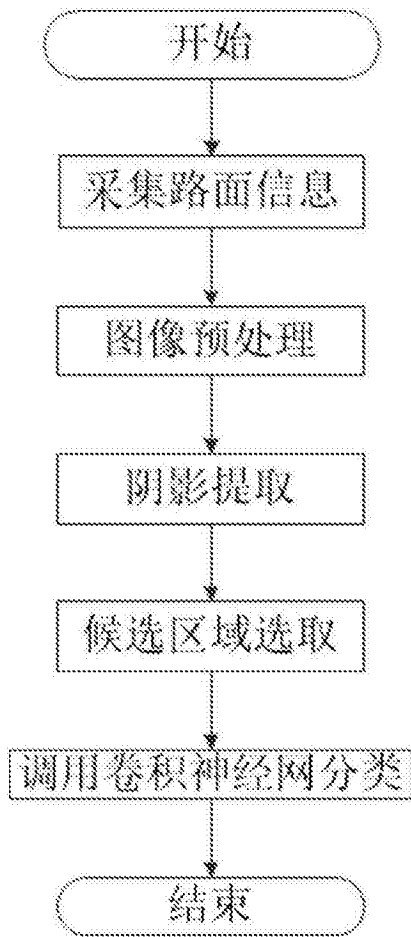 开始
采集路面信息
图像预处理
阴影提取
候选区域选取
调用卷积神经网分类
结束